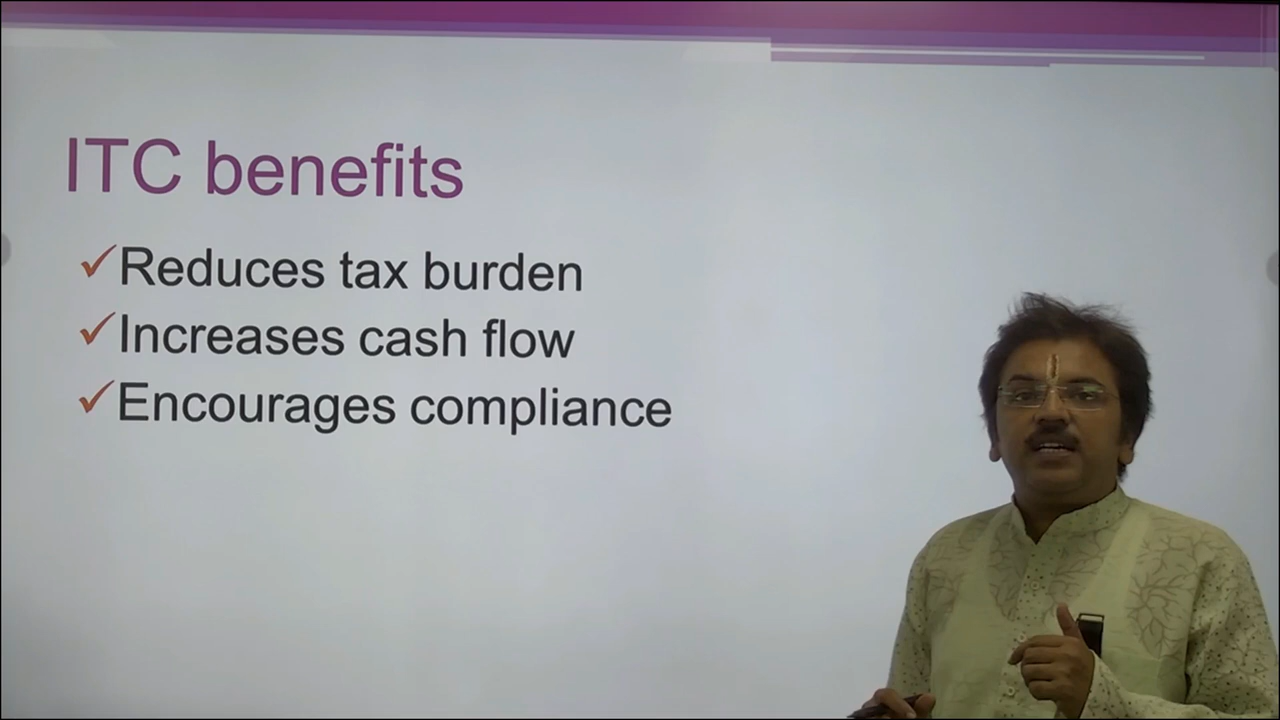 ITC benefits
Reduces tax burden
Increases cash flow
Encourages compliance